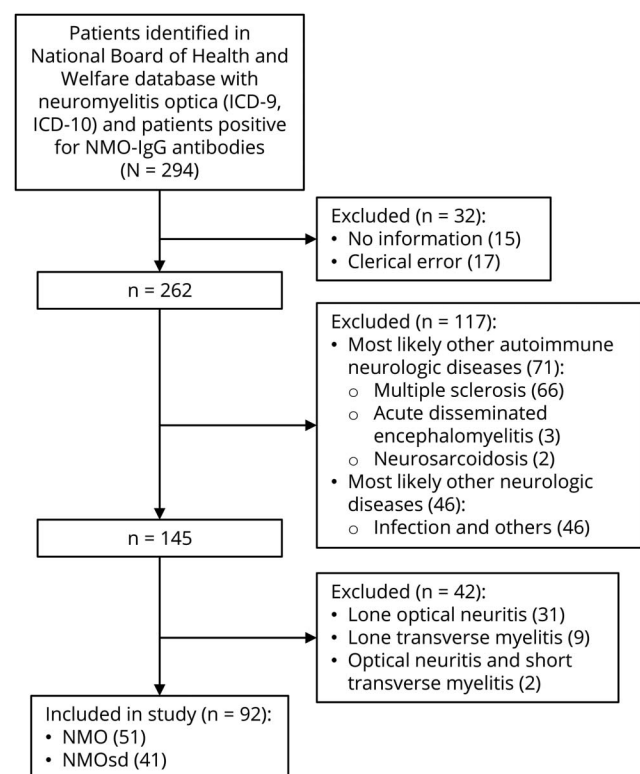 Patients identified in
National Board of Health and
Welfare database with
neuromyelitis optica (ICD-9,
ICD-10) and patients positive
for NMO-IgG antibodies
(N = 294)
Excluded (n = 32):
• No information (15)
• Clerical error (17)
n = 262
Excluded (n = 117):
• Most likely other autoimmune
neurologic diseases (71):
o Multiple sclerosis (66)
o Acute disseminated
encephalomyelitis (3)
o Neurosarcoidosis (2)
• Most likely other neurologic
diseases (46):
o Infection and others (46)
n = 145
Excluded (n = 42):
• Lone optical neuritis (31)
• Lone transverse myelitis (9)
• Optical neuritis and short
transverse myelitis (2)
Included in study (n = 92):
• NMO (51)
• NMOsd (41)